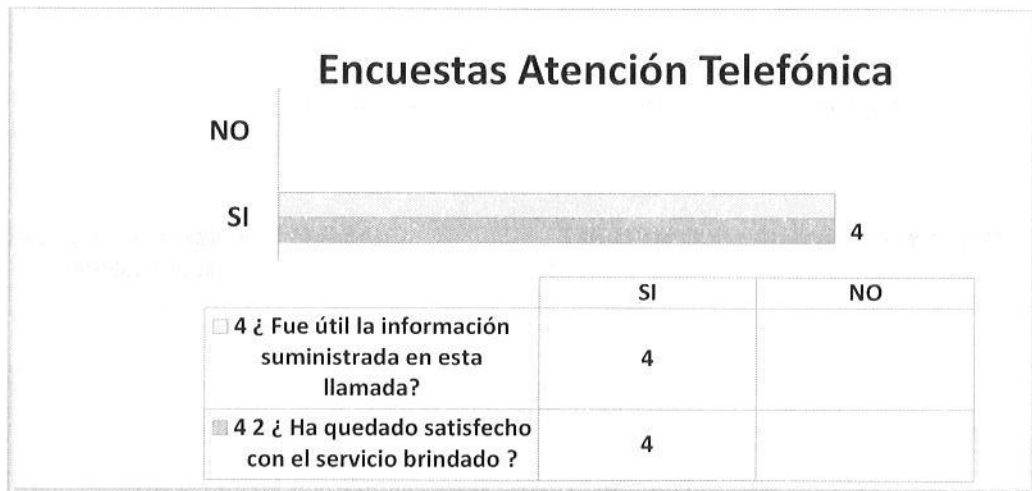 Encuestas Atención Telefónica
NO
SI
4
SI NO
4 ¿ Fue útil la información
suministrada en esta
llamada?
4
4 2 ¿ Ha quedado satisfecho
con el servicio brindado ?
4